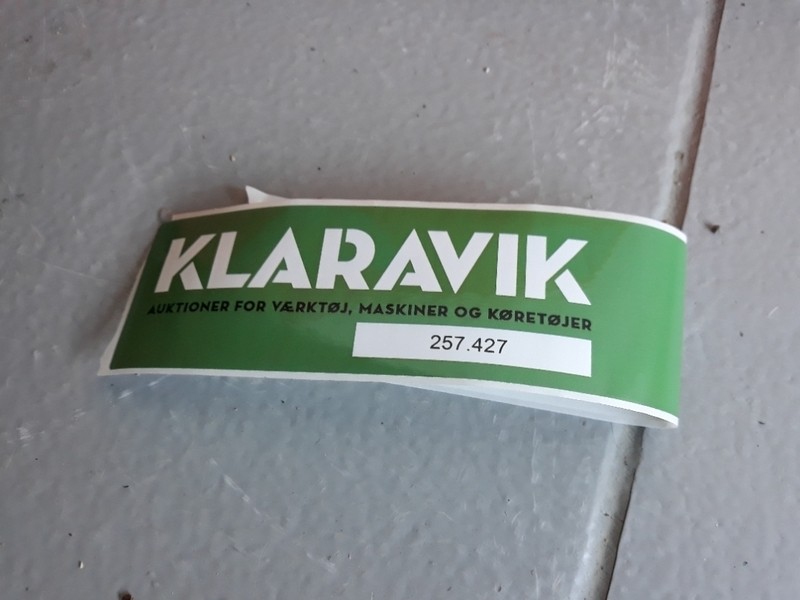 KLARAVIK
AUKTIONER FOR VÆRKTØJ, MASKINER OG KØRETØJER
257.427